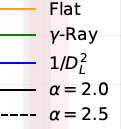 Flat
γ-Ray
1/D_L^2
α = 2.0
α = 2.5